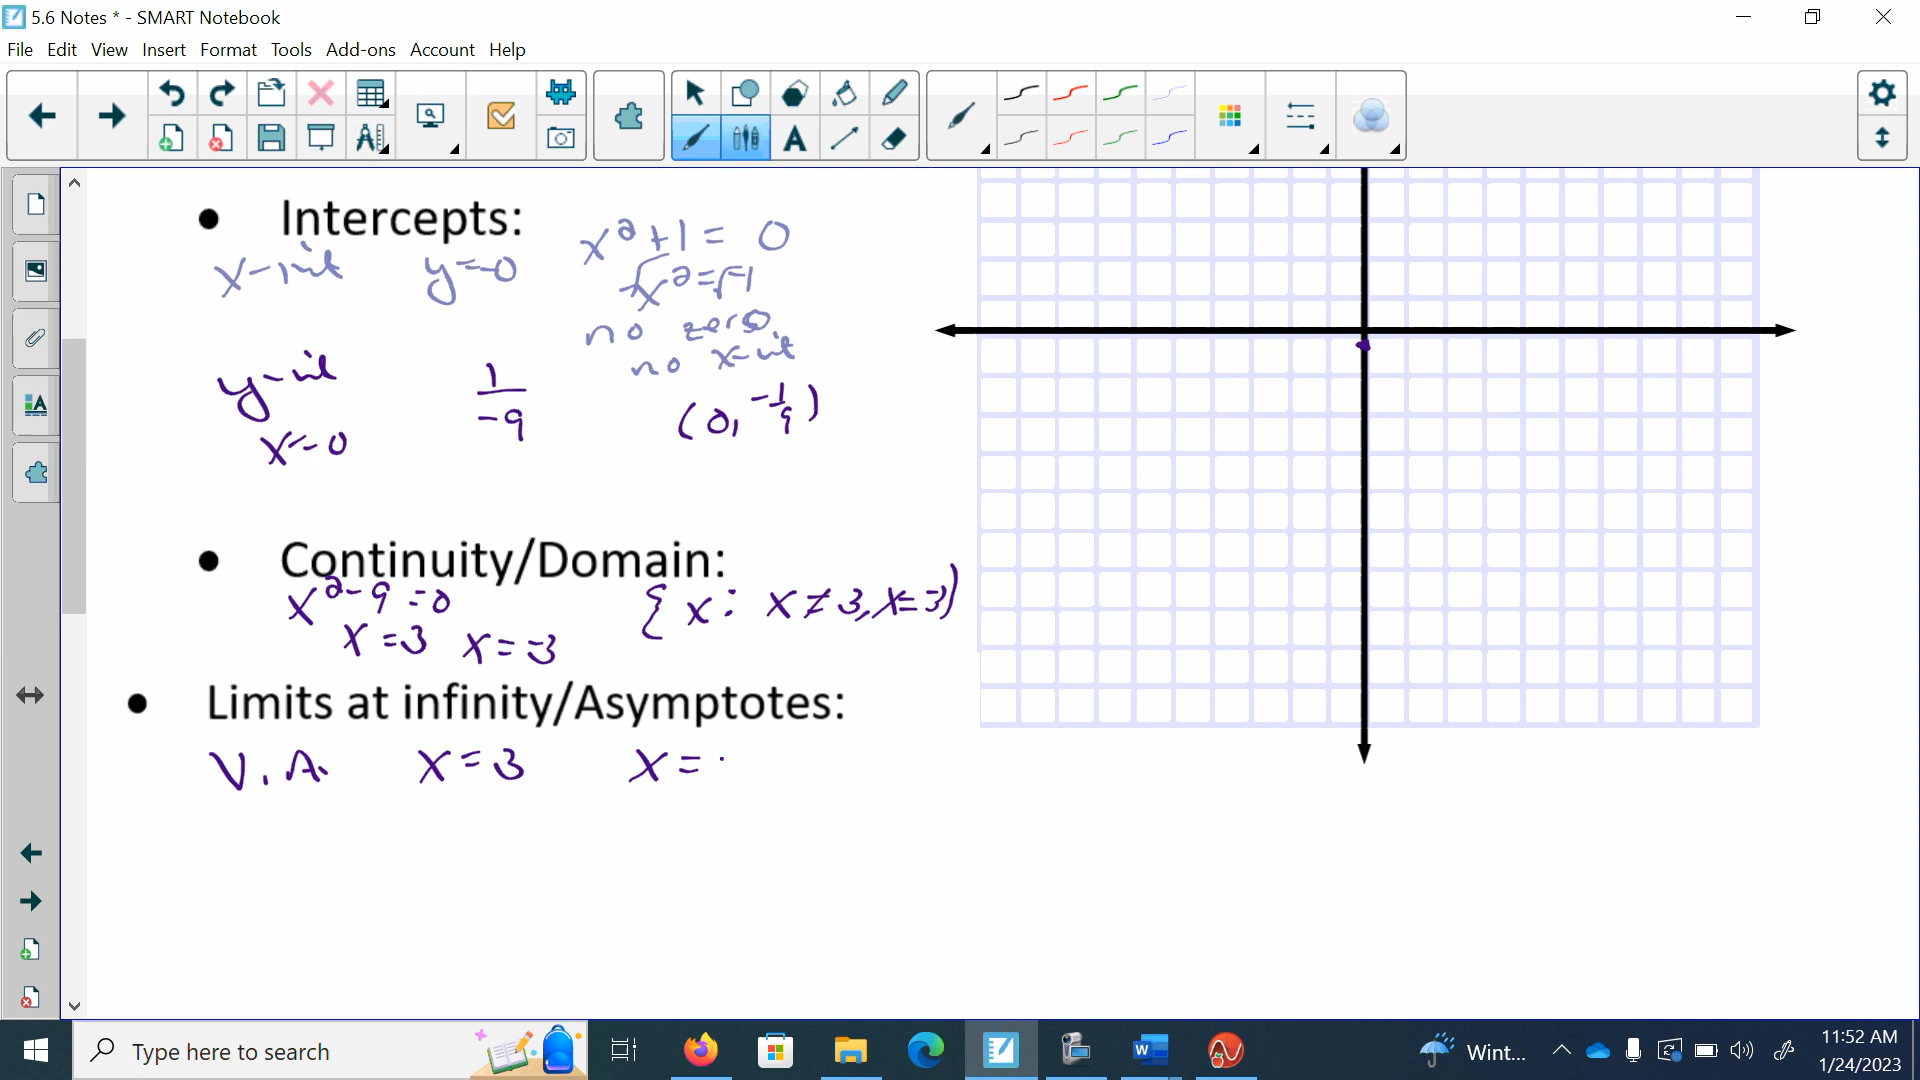 5.6 Notes * - SMART Notebook
File Edit View Insert Format Tools Add-ons Account Help
Intercepts:
x-int y=0
x²+1 = 0
√x²=√-1
no zeros,
no x-int
y-int
x=0
1/-9
(0, -1/9)
Continuity/Domain:
x²-9=0
x=3 x=-3
{x: x≠3, x=-3}
Limits at infinity/Asymptotes:
V.A. x=3 x=
Type here to search
Wint...
11:52 AM
1/24/2023